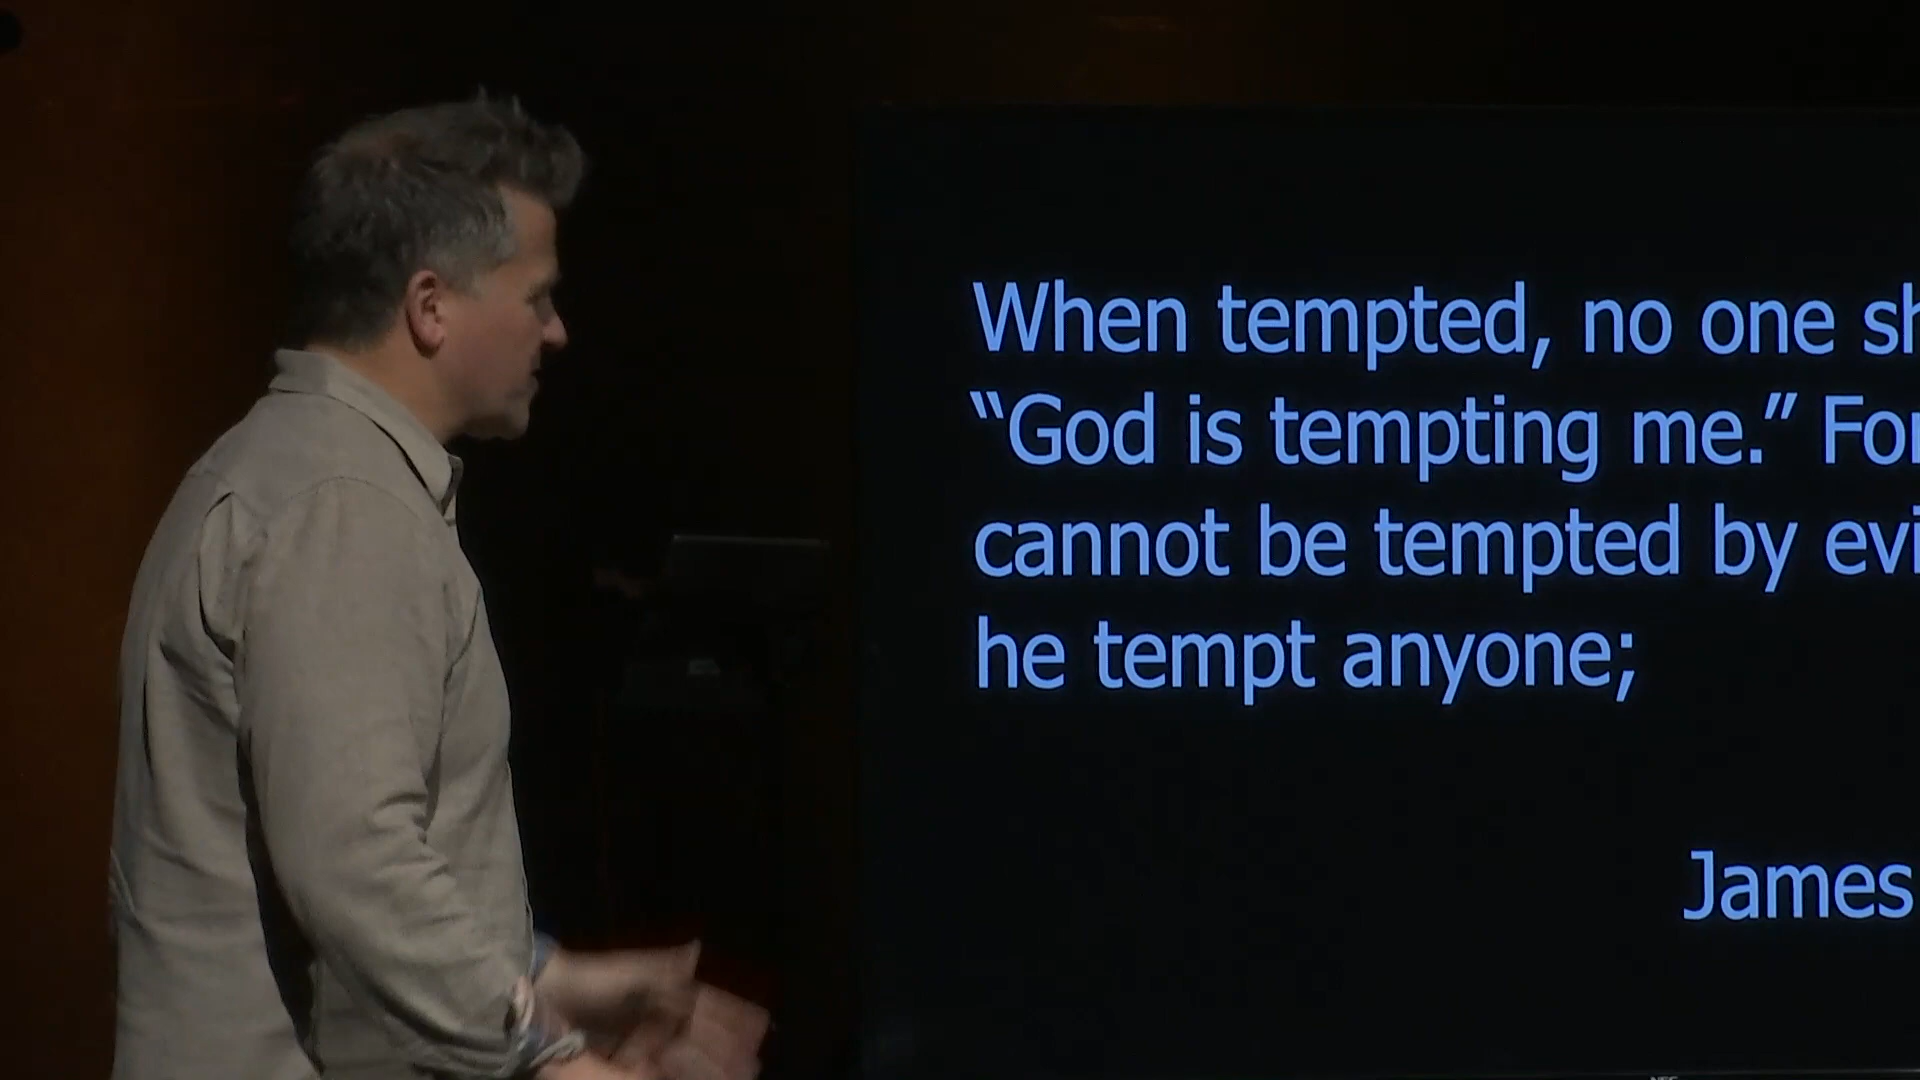 When tempted, no one sh
“God is tempting me.” For
cannot be tempted by evi
he tempt anyone;
James